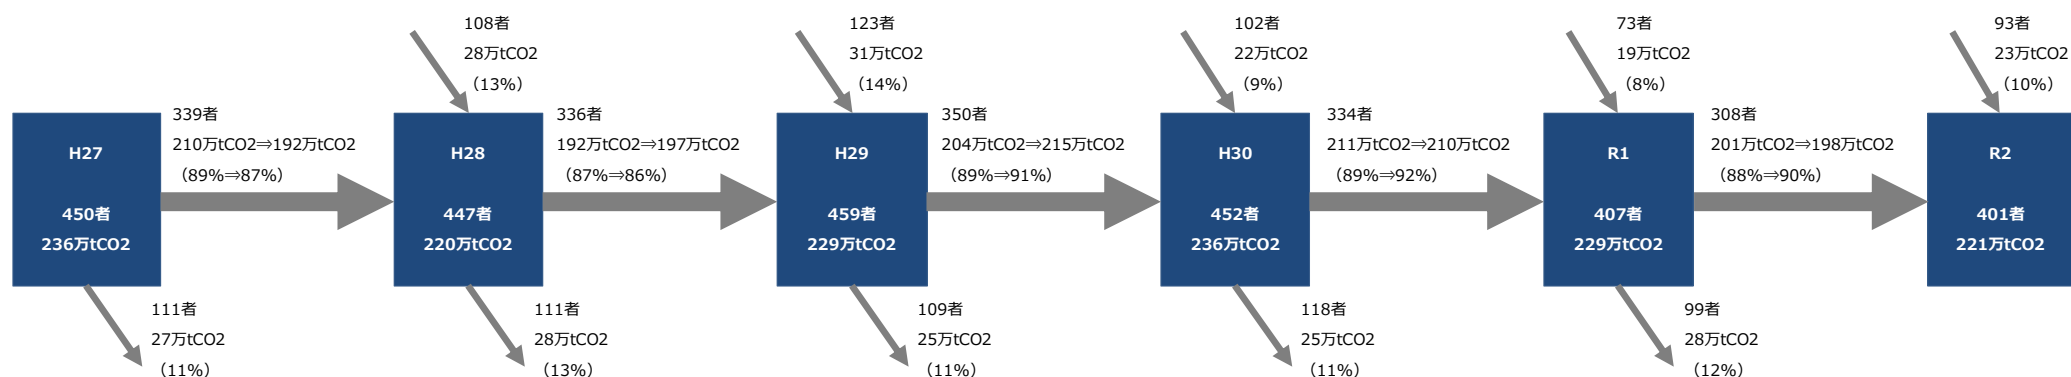 108者
28万tCO2
（13%）
123者
31万tCO2
（14%）
102者
22万tCO2
（9%）
73者
19万tCO2
（8%）
93者
23万tCO2
（10%）
H27
450者
236万tCO2
339者
210万tCO2⇒192万tCO2
（89%⇒87%）
H28
447者
220万tCO2
336者
192万tCO2⇒197万tCO2
（87%⇒86%）
H29
459者
229万tCO2
350者
204万tCO2⇒215万tCO2
（89%⇒91%）
H30
452者
236万tCO2
334者
211万tCO2⇒210万tCO2
（89%⇒92%）
R1
407者
229万tCO2
308者
201万tCO2⇒198万tCO2
（88%⇒90%）
R2
401者
221万tCO2
111者
27万tCO2
（11%）
111者
28万tCO2
（13%）
109者
25万tCO2
（11%）
118者
25万tCO2
（11%）
99者
28万tCO2
（12%）